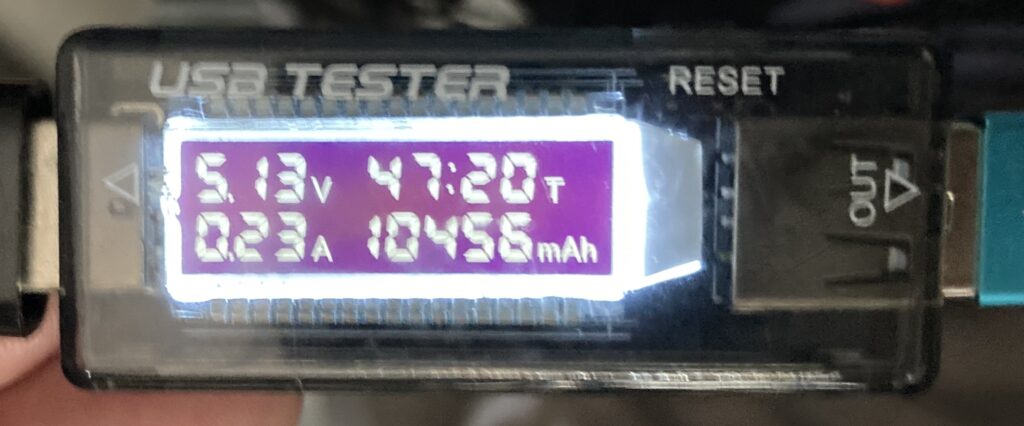 USB TESTER
RESET
5.13V 47:20T
0.23A 10456mAh
OUT